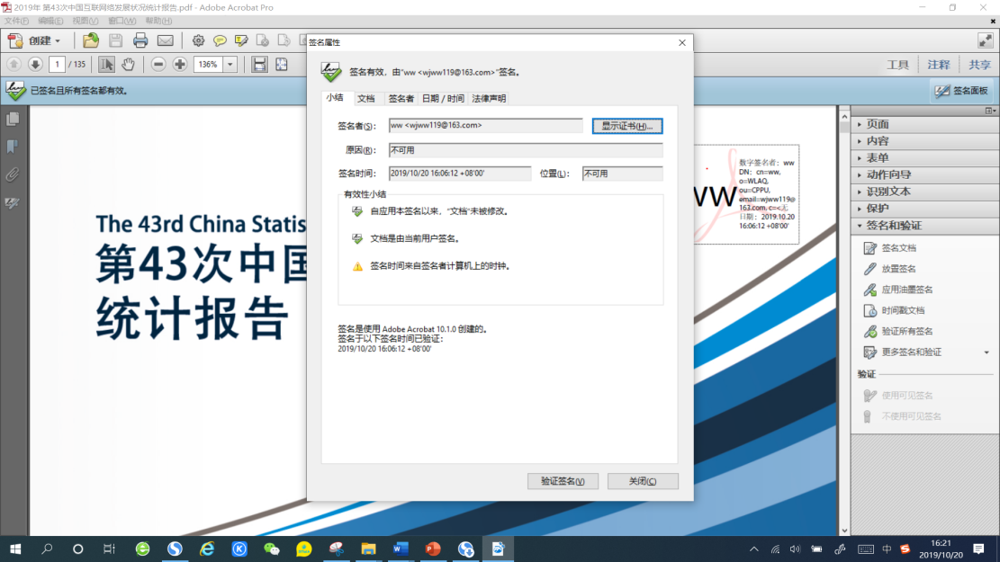 2019年 第43次中国互联网络发展状况统计报告.pdf - Adobe Acrobat Pro
文件(F) 编辑(E) 视图(V) 窗口(W) 帮助(H)
创建
1 / 135
136%
工具 注释 共享
已签名且所有签名都有效。
签名面板
签名属性
签名有效，由"ww <wjww119@163.com>"签名。
小结 文档 签名者 日期 / 时间 法律声明
签名者(S): ww <wjww119@163.com> 显示证书(H)...
原因(R): 不可用
签名时间: 2019/10/20 16:06:12 +08'00' 位置(L): 不可用
有效性小结
自应用本签名以来，"文档"未被修改。
文档是由当前用户签名。
签名时间来自签名者计算机上的时钟。
签名是使用 Adobe Acrobat 10.1.0 创建的。
签名于以下签名时间已验证:
2019/10/20 16:06:12 +08'00'
验证签名(V) 关闭(C)
The 43rd China Statis
第43次中国
统计报告
ww
数字签名者：ww
DN：cn=ww,
o=WLAQ,
ou=CPPU,
email=wjww119@
163.com, c=<无
日期：2019.10.20
16:06:12 +08'00'
页面
内容
表单
动作向导
识别文本
保护
签名和验证
签名文档
放置签名
应用油墨签名
时间戳文档
验证所有签名
更多签名和验证
验证
使用可见签名
不使用可见签名
中
16:21
2019/10/20